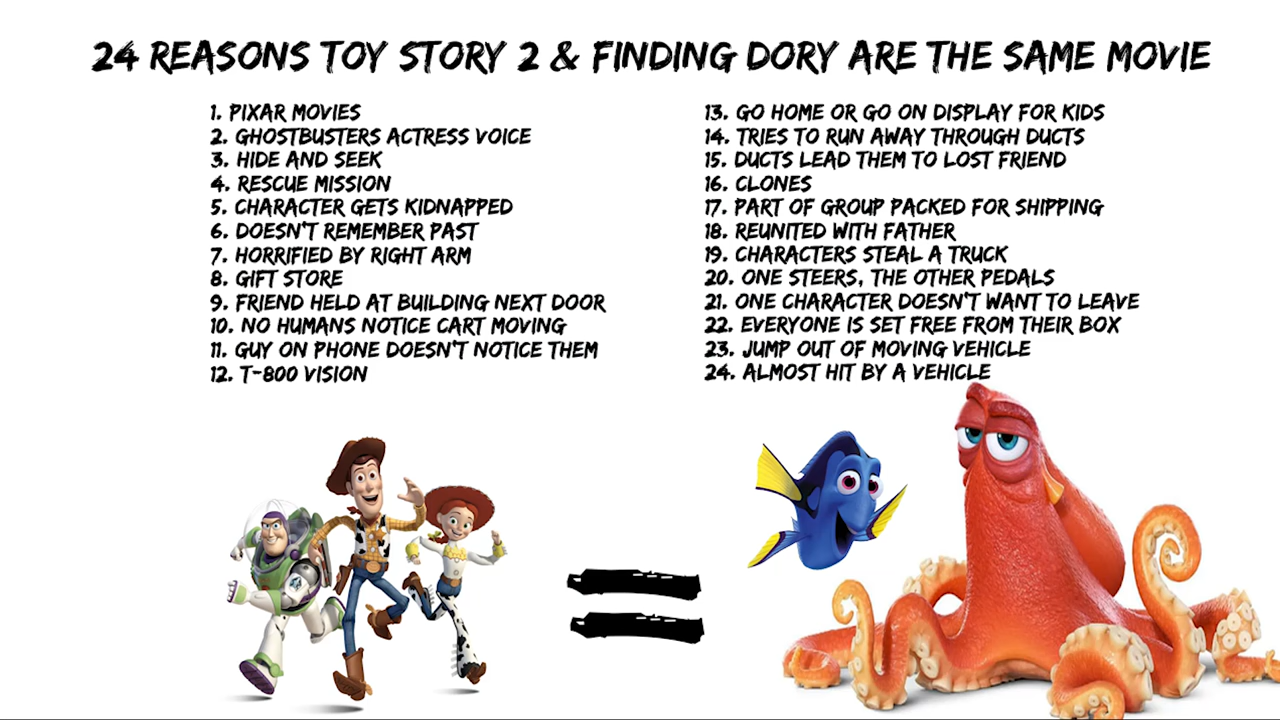 24 REASONS TOY STORY 2 & FINDING DORY ARE THE SAME MOVIE
1. PIXAR MOVIES
2. GHOSTBUSTERS ACTRESS VOICE
3. HIDE AND SEEK
4. RESCUE MISSION
5. CHARACTER GETS KIDNAPPED
6. DOESN'T REMEMBER PAST
7. HORRIFIED BY RIGHT ARM
8. GIFT STORE
9. FRIEND HELD AT BUILDING NEXT DOOR
10. NO HUMANS NOTICE CART MOVING
11. GUY ON PHONE DOESN'T NOTICE THEM
12. T-800 VISION
13. GO HOME OR GO ON DISPLAY FOR KIDS
14. TRIES TO RUN AWAY THROUGH DUCTS
15. DUCTS LEAD THEM TO LOST FRIEND
16. CLONES
17. PART OF GROUP PACKED FOR SHIPPING
18. REUNITED WITH FATHER
19. CHARACTERS STEAL A TRUCK
20. ONE STEERS, THE OTHER PEDALS
21. ONE CHARACTER DOESN'T WANT TO LEAVE
22. EVERYONE IS SET FREE FROM THEIR BOX
23. JUMP OUT OF MOVING VEHICLE
24. ALMOST HIT BY A VEHICLE
=